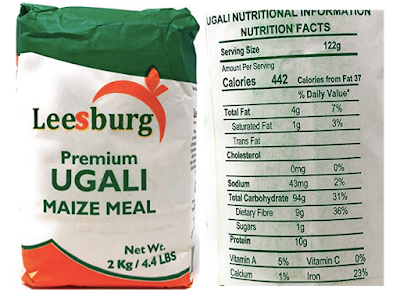 Leesburg
Premium
UGALI
MAIZE MEAL
Net Wt.
2 Kg / 4.4 LBS
UGALI NUTRITIONAL INFORMATION
NUTRITION FACTS
Serving Size 122g
Amount Per Serving
Calories 442 Calories from Fat 37
% Daily Value*
Total Fat 4g 7%
Saturated Fat 1g 3%
Trans Fat
Cholesterol
0mg 0%
Sodium 43mg 2%
Total Carbohydrate 94g 31%
Dietary Fibre 9g 36%
Sugars 1g
Protein 10g
Vitamin A 5% Vitamin C 0%
Calcium 1% Iron 23%